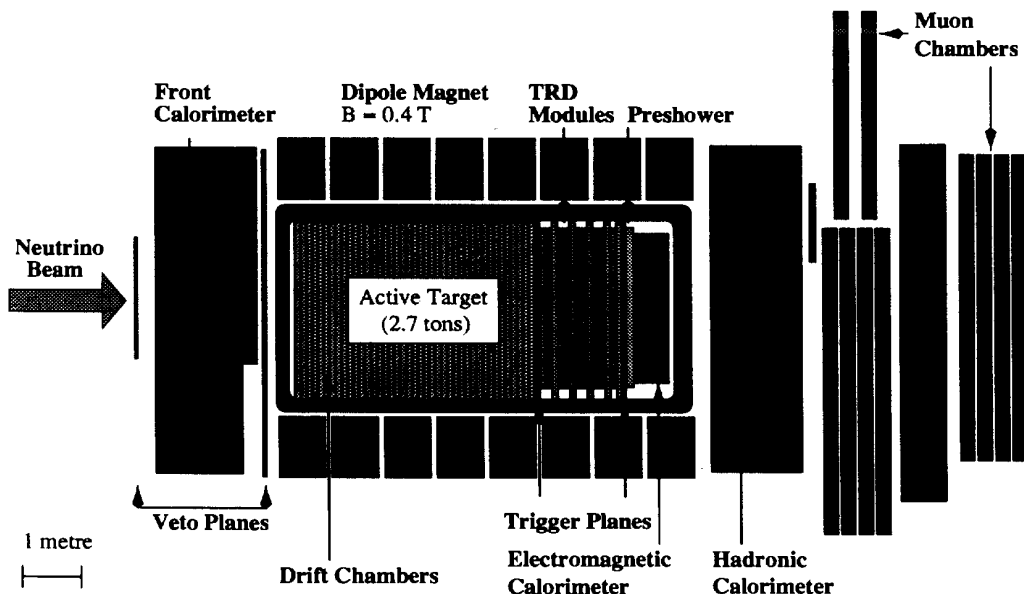 Muon
Chambers
Front
Calorimeter
Dipole Magnet
B = 0.4 T
TRD
Modules
Preshower
Neutrino
Beam
Active Target
(2.7 tons)
Veto Planes
Trigger Planes
1 metre
Drift Chambers
Electromagnetic
Calorimeter
Hadronic
Calorimeter